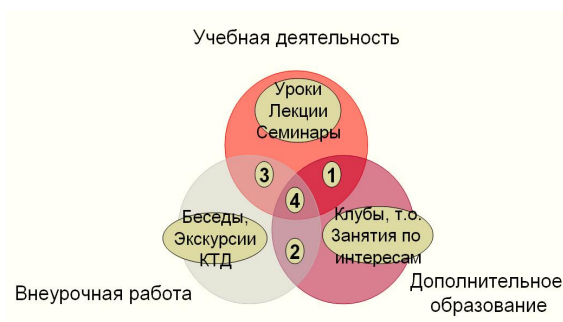 Учебная деятельность
Уроки
Лекции
Семинары
3
1
4
Беседы,
Экскурсии
КТД
Клубы, т.о.
Занятия по
интересам
2
Внеурочная работа
Дополнительное
образование